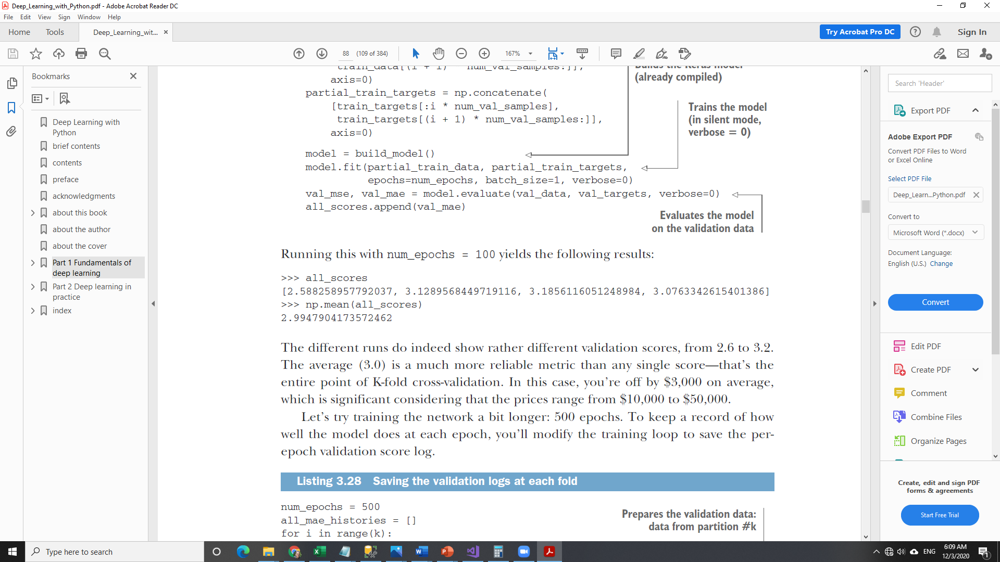 Deep_Learning_with_Python.pdf - Adobe Acrobat Reader DC
File Edit View Sign Window Help
Home Tools Deep_Learning_wit... Try Acrobat Pro DC Sign In
88 (109 of 384) 167%
Bookmarks
Deep Learning with
Python
brief contents
contents
preface
acknowledgments
about this book
about the author
about the cover
Part 1 Fundamentals of
deep learning
Part 2 Deep learning in
practice
index
train_data[(i + 1) * num_val_samples:]],
axis=0)
partial_train_targets = np.concatenate(
[train_targets[:i * num_val_samples],
train_targets[(i + 1) * num_val_samples:]],
axis=0)
model = build_model()
model.fit(partial_train_data, partial_train_targets,
epochs=num_epochs, batch_size=1, verbose=0)
val_mse, val_mae = model.evaluate(val_data, val_targets, verbose=0)
all_scores.append(val_mae)
Builds the Keras model
(already compiled)
Trains the model
(in silent mode,
verbose = 0)
Evaluates the model
on the validation data
Running this with num_epochs = 100 yields the following results:
>>> all_scores
[2.588258957792037, 3.1289568449719116, 3.1856116051248984, 3.0763342615401386]
>>> np.mean(all_scores)
2.9947904173572462
The different runs do indeed show rather different validation scores, from 2.6 to 3.2.
The average (3.0) is a much more reliable metric than any single score—that's the
entire point of K-fold cross-validation. In this case, you're off by $3,000 on average,
which is significant considering that the prices range from $10,000 to $50,000.
Let's try training the network a bit longer: 500 epochs. To keep a record of how
well the model does at each epoch, you'll modify the training loop to save the per-
epoch validation score log.
Listing 3.28 Saving the validation logs at each fold
num_epochs = 500
all_mae_histories = []
for i in range(k):
Prepares the validation data:
data from partition #k
Search 'Header'
Export PDF
Adobe Export PDF
Convert PDF Files to Word
or Excel Online
Select PDF File
Deep_Learn...Python.pdf
Convert to
Microsoft Word (*.docx)
Document Language:
English (U.S.) Change
Convert
Edit PDF
Create PDF
Comment
Combine Files
Organize Pages
Create, edit and sign PDF
forms & agreements
Start Free Trial
Type here to search
ENG
6:09 AM
12/3/2020
1